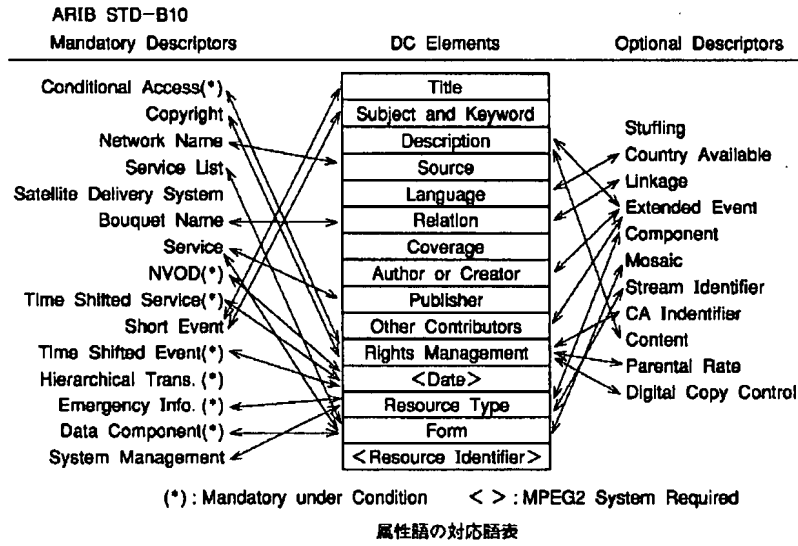 ARIB STD-B10
Mandatory Descriptors DC Elements Optional Descriptors
Conditional Access(*)
Copyright
Network Name
Service List
Satellite Delivery System
Bouquet Name
Service
NVOD(*)
Time Shifted Service(*)
Short Event
Time Shifted Event(*)
Hierarchical Trans. (*)
Emergency Info. (*)
Data Component(*)
System Management
Title
Subject and Keyword
Description
Source
Language
Relation
Coverage
Author or Creator
Publisher
Other Contributors
Rights Management
<Date>
Resource Type
Form
<Resource Identifier>
Stufling
Country Available
Linkage
Extended Event
Component
Mosaic
Stream Identifier
CA Indentifier
Content
Parental Rate
Digital Copy Control
(*) : Mandatory under Condition < > : MPEG2 System Required
属性語の対応語表